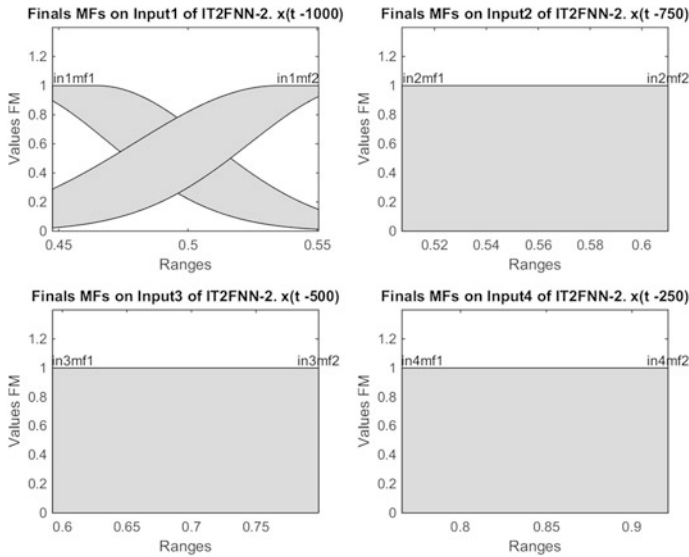 Finals MFs on Input1 of IT2FNN-2. x(t -1000)
in1mf1 in1mf2
Values FM
0 0.2 0.4 0.6 0.8 1 1.2
0.45 0.5 0.55
Ranges
Finals MFs on Input2 of IT2FNN-2. x(t -750)
in2mf1 in2mf2
Values FM
0 0.2 0.4 0.6 0.8 1 1.2
0.52 0.54 0.56 0.58 0.6
Ranges
Finals MFs on Input3 of IT2FNN-2. x(t -500)
in3mf1 in3mf2
Values FM
0 0.2 0.4 0.6 0.8 1 1.2
0.6 0.65 0.7 0.75
Ranges
Finals MFs on Input4 of IT2FNN-2. x(t -250)
in4mf1 in4mf2
Values FM
0 0.2 0.4 0.6 0.8 1 1.2
0.8 0.85 0.9
Ranges